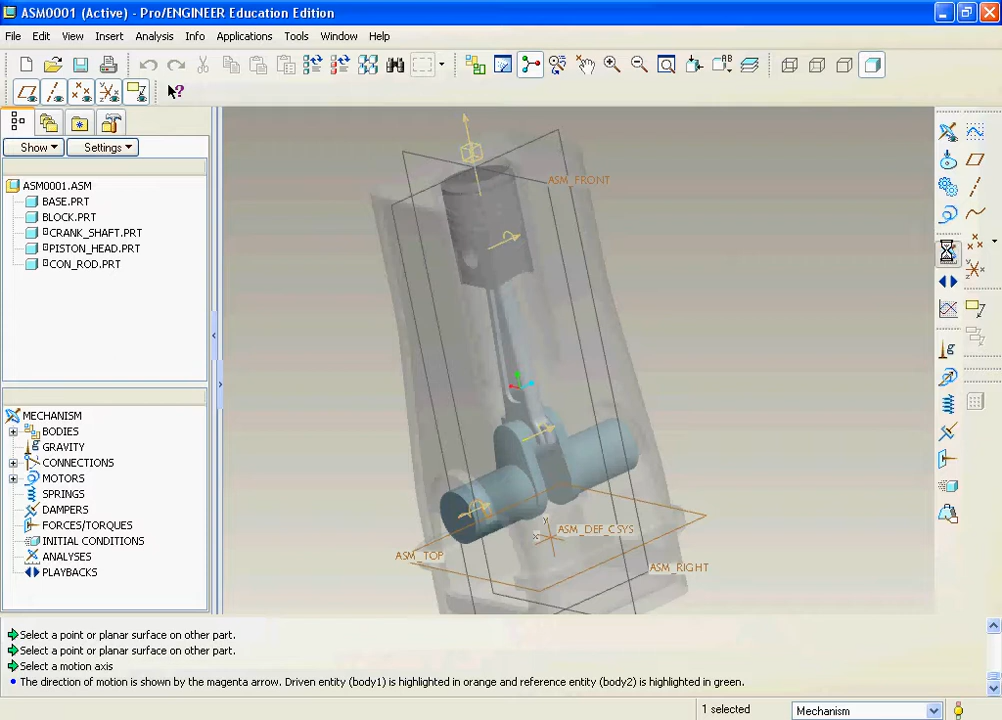 ASM0001 (Active) - Pro/ENGINEER Education Edition
File Edit View Insert Analysis Info Applications Tools Window Help
Show Settings
ASM0001.ASM
BASE.PRT
BLOCK.PRT
CRANK_SHAFT.PRT
PISTON_HEAD.PRT
CON_ROD.PRT
MECHANISM
BODIES
GRAVITY
CONNECTIONS
MOTORS
SPRINGS
DAMPERS
FORCES/TORQUES
INITIAL CONDITIONS
ANALYSES
PLAYBACKS
ASM_FRONT
ASM_DEF_CSYS
ASM_TOP
ASM_RIGHT
Select a point or planar surface on other part.
Select a point or planar surface on other part.
Select a motion axis
The direction of motion is shown by the magenta arrow. Driven entity (body1) is highlighted in orange and reference entity (body2) is highlighted in green.
1 selected Mechanism